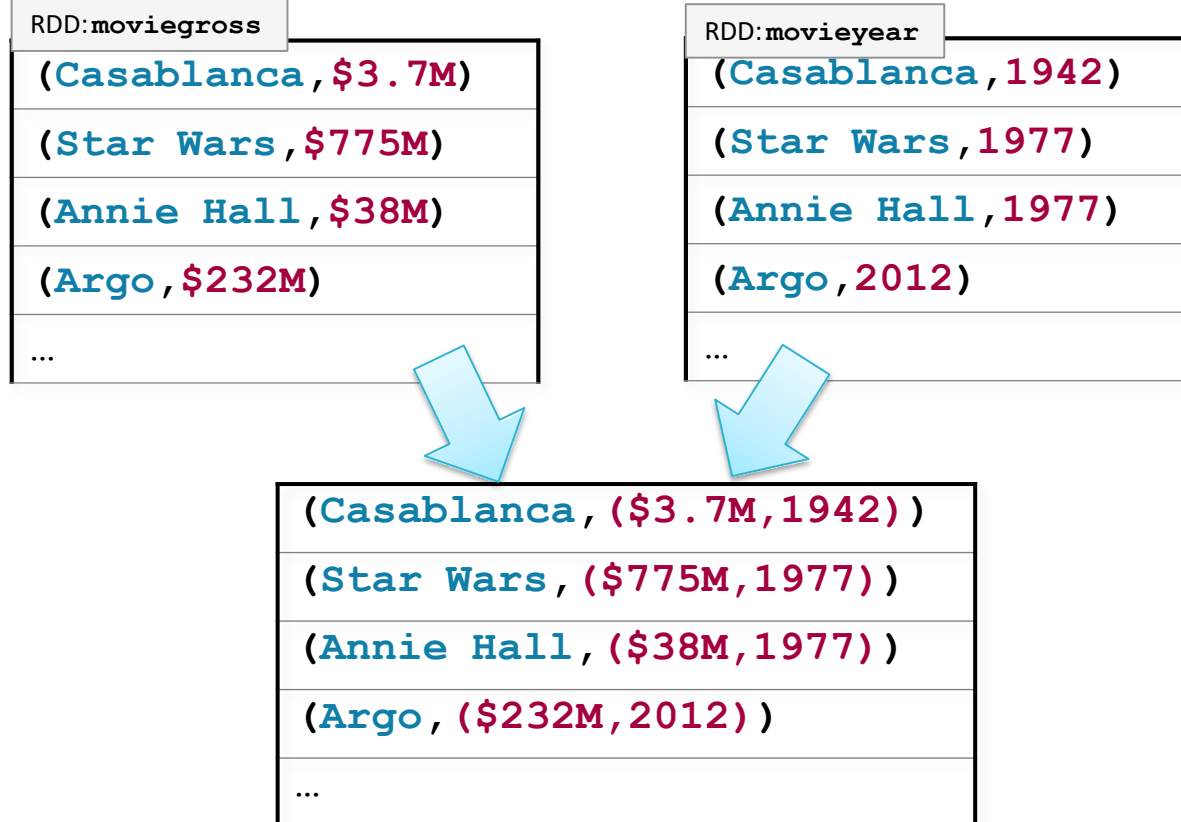 RDD:moviegross
(Casablanca,$3.7M)
(Star Wars,$775M)
(Annie Hall,$38M)
(Argo,$232M)
…
RDD:movieyear
(Casablanca,1942)
(Star Wars,1977)
(Annie Hall,1977)
(Argo,2012)
…
(Casablanca,($3.7M,1942))
(Star Wars,($775M,1977))
(Annie Hall,($38M,1977))
(Argo,($232M,2012))
…